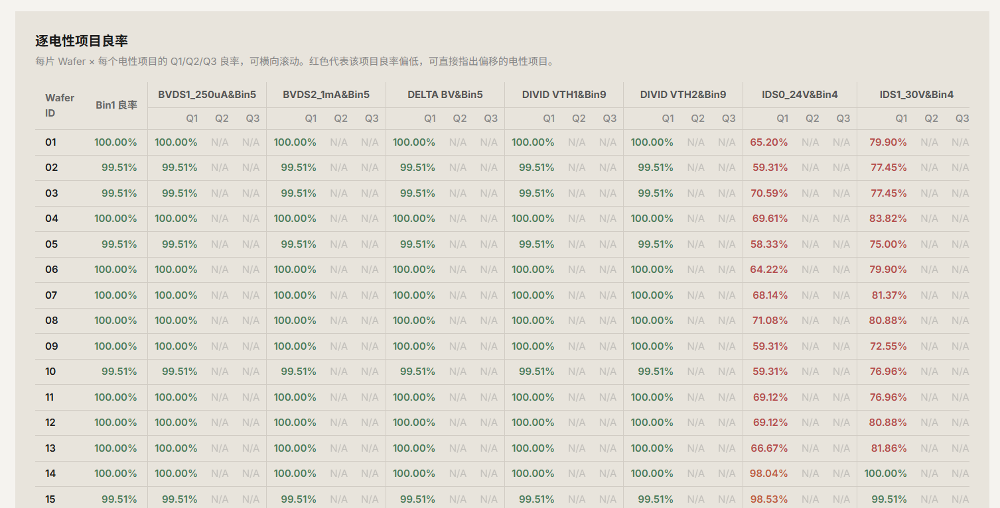 逐电性项目良率
每片 Wafer × 每个电性项目的 Q1/Q2/Q3 良率，可横向滚动。红色代表该项目良率偏低，可直接指出偏移的电性项目。
Wafer ID Bin1 良率 BVDS1_250uA&Bin5 BVDS2_1mA&Bin5 DELTA BV&Bin5 DIVID VTH1&Bin9 DIVID VTH2&Bin9 IDS0_24V&Bin4 IDS1_30V&Bin4
Q1 Q2 Q3 Q1 Q2 Q3 Q1 Q2 Q3 Q1 Q2 Q3 Q1 Q2 Q3 Q1 Q2 Q3 Q1 Q2 Q3
01 100.00% 100.00% N/A N/A 100.00% N/A N/A 100.00% N/A N/A 100.00% N/A N/A 100.00% N/A N/A 65.20% N/A N/A 79.90% N/A N/A
02 99.51% 99.51% N/A N/A 99.51% N/A N/A 99.51% N/A N/A 99.51% N/A N/A 99.51% N/A N/A 59.31% N/A N/A 77.45% N/A N/A
03 99.51% 99.51% N/A N/A 99.51% N/A N/A 99.51% N/A N/A 99.51% N/A N/A 99.51% N/A N/A 70.59% N/A N/A 77.45% N/A N/A
04 100.00% 100.00% N/A N/A 100.00% N/A N/A 100.00% N/A N/A 100.00% N/A N/A 100.00% N/A N/A 69.61% N/A N/A 83.82% N/A N/A
05 99.51% 99.51% N/A N/A 99.51% N/A N/A 99.51% N/A N/A 99.51% N/A N/A 99.51% N/A N/A 58.33% N/A N/A 75.00% N/A N/A
06 100.00% 100.00% N/A N/A 100.00% N/A N/A 100.00% N/A N/A 100.00% N/A N/A 100.00% N/A N/A 64.22% N/A N/A 79.90% N/A N/A
07 100.00% 100.00% N/A N/A 100.00% N/A N/A 100.00% N/A N/A 100.00% N/A N/A 100.00% N/A N/A 68.14% N/A N/A 81.37% N/A N/A
08 100.00% 100.00% N/A N/A 100.00% N/A N/A 100.00% N/A N/A 100.00% N/A N/A 100.00% N/A N/A 71.08% N/A N/A 80.88% N/A N/A
09 100.00% 100.00% N/A N/A 100.00% N/A N/A 100.00% N/A N/A 100.00% N/A N/A 100.00% N/A N/A 59.31% N/A N/A 72.55% N/A N/A
10 99.51% 99.51% N/A N/A 99.51% N/A N/A 99.51% N/A N/A 99.51% N/A N/A 99.51% N/A N/A 59.31% N/A N/A 76.96% N/A N/A
11 100.00% 100.00% N/A N/A 100.00% N/A N/A 100.00% N/A N/A 100.00% N/A N/A 100.00% N/A N/A 69.12% N/A N/A 76.96% N/A N/A
12 100.00% 100.00% N/A N/A 100.00% N/A N/A 100.00% N/A N/A 100.00% N/A N/A 100.00% N/A N/A 69.12% N/A N/A 80.88% N/A N/A
13 100.00% 100.00% N/A N/A 100.00% N/A N/A 100.00% N/A N/A 100.00% N/A N/A 100.00% N/A N/A 66.67% N/A N/A 81.86% N/A N/A
14 100.00% 100.00% N/A N/A 100.00% N/A N/A 100.00% N/A N/A 100.00% N/A N/A 100.00% N/A N/A 98.04% N/A N/A 100.00% N/A N/A
15 99.51% 99.51% N/A N/A 99.51% N/A N/A 99.51% N/A N/A 99.51% N/A N/A 99.51% N/A N/A 98.53% N/A N/A 99.51% N/A N/A